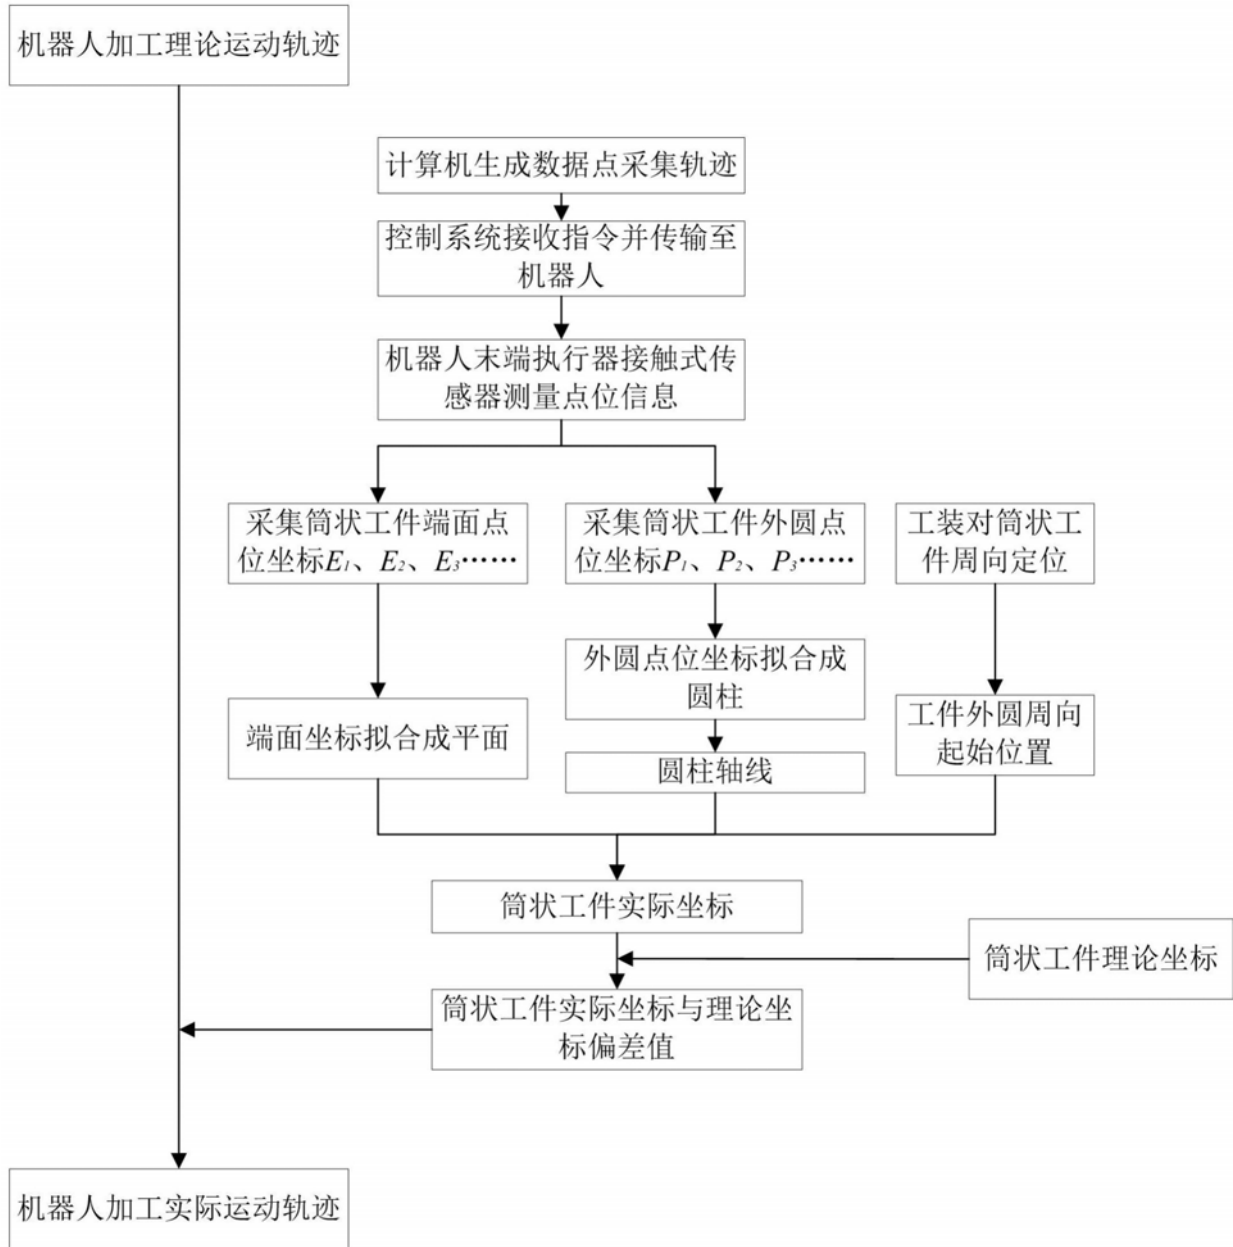 机器人加工理论运动轨迹
计算机生成数据点采集轨迹
控制系统接收指令并传输至
机器人
机器人末端执行器接触式传
感器测量点位信息
采集筒状工件端面点
位坐标E₁、E₂、E₃……
采集筒状工件外圆点
位坐标P₁、P₂、P₃……
工装对筒状工
件周向定位
外圆点位坐标拟合成
圆柱
端面坐标拟合成平面
圆柱轴线
工件外圆周向
起始位置
筒状工件实际坐标
筒状工件理论坐标
筒状工件实际坐标与理论坐
标偏差值
机器人加工实际运动轨迹